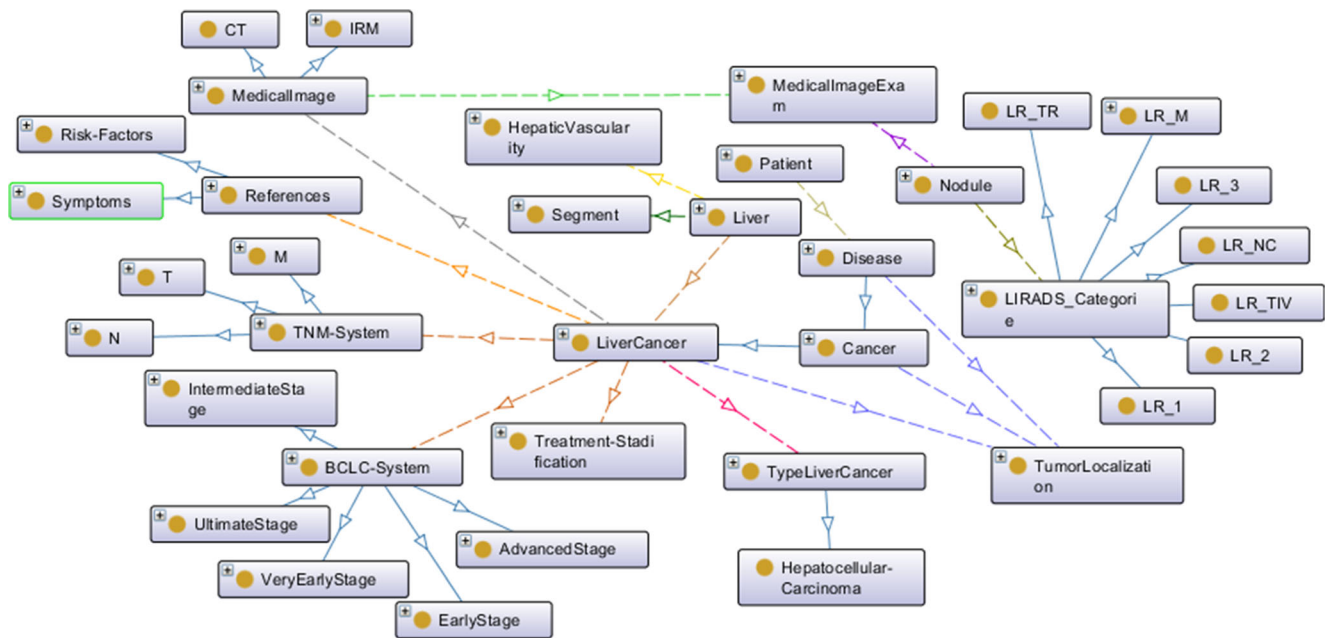 CT
IRM
MedicalImage
MedicalImageExa
m
LR_TR
LR_M
Risk-Factors
HepaticVascular
ity
Patient
Nodule
LR_3
Symptoms
References
Segment
Liver
M
Disease
LR_NC
T
LIRADS_Categori
e
LR_TIV
N
TNM-System
LiverCancer
Cancer
LR_2
IntermediateSta
ge
LR_1
BCLC-System
Treatment-Stadi
fication
TypeLiverCancer
TumorLocalizati
on
UltimateStage
AdvancedStage
VeryEarlyStage
Hepatocellular-
Carcinoma
EarlyStage